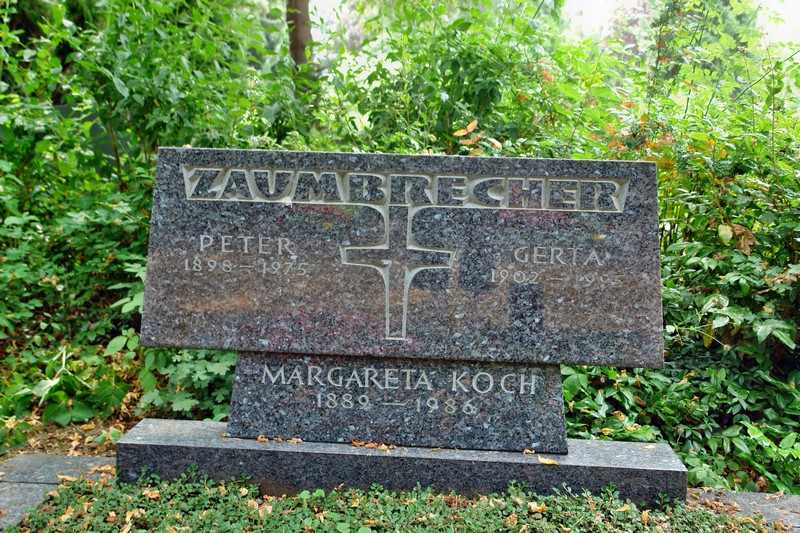 ZAUMBRECHER
PETER
1898 – 1975
GERTA
1902 –
MARGARETA KOCH
1889 – 1986